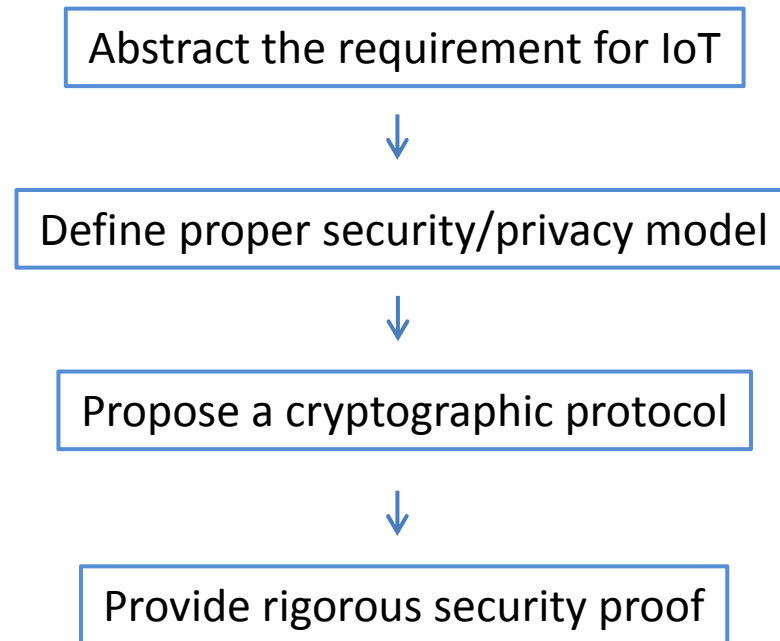 Abstract the requirement for IoT
Define proper security/privacy model
Propose a cryptographic protocol
Provide rigorous security proof